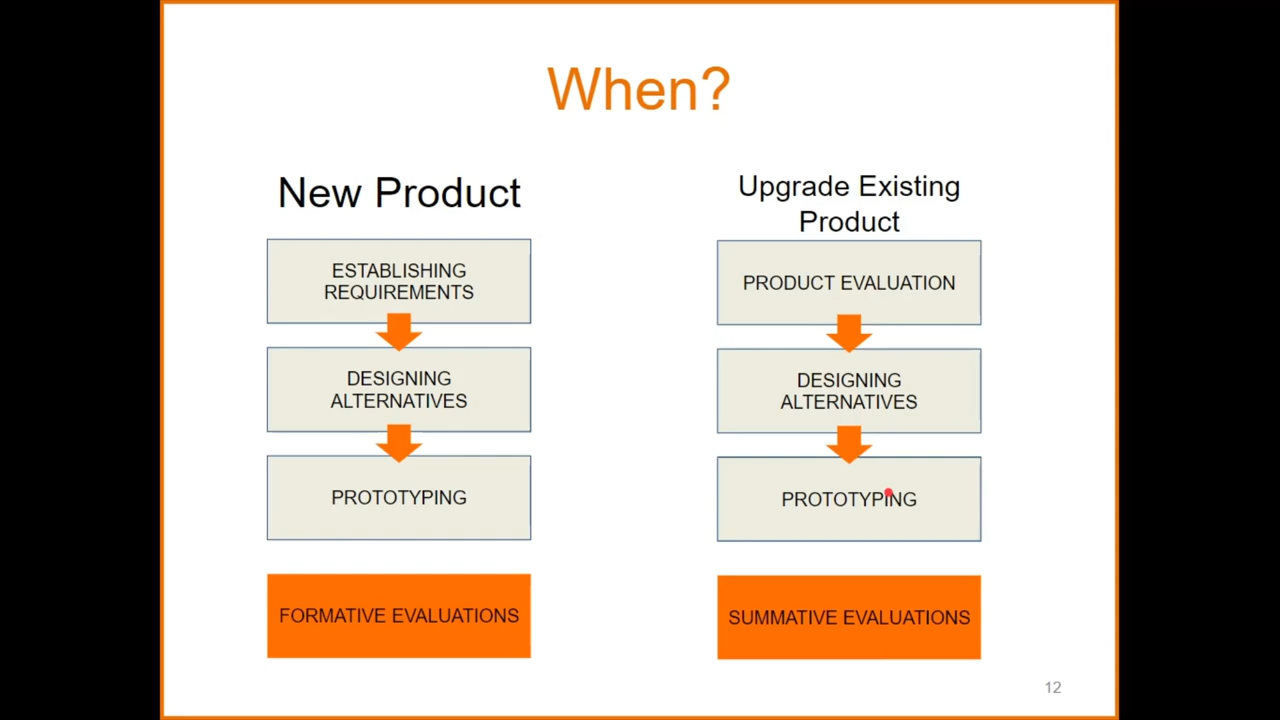 When?
New Product
ESTABLISHING
REQUIREMENTS
DESIGNING
ALTERNATIVES
PROTOTYPING
FORMATIVE EVALUATIONS
Upgrade Existing
Product
PRODUCT EVALUATION
DESIGNING
ALTERNATIVES
PROTOTYPING
SUMMATIVE EVALUATIONS
12